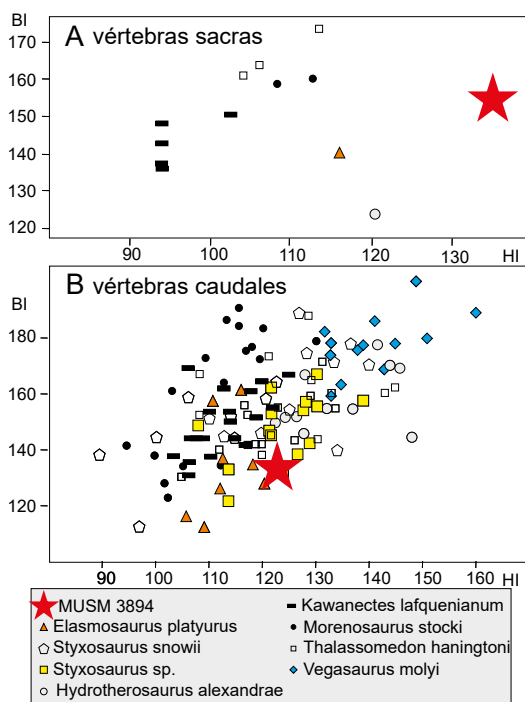 BI
A vértebras sacras
170
160
150
140
130
120
90 100 110 120 130 HI
BI
B vértebras caudales
180
160
140
120
90 100 110 120 130 140 150 160 HI
MUSM 3894
Elasmosaurus platyurus
Styxosaurus snowii
Styxosaurus sp.
Hydrotherosaurus alexandrae
Kawanectes lafquenianum
Morenosaurus stocki
Thalassomedon haningtoni
Vegasaurus molyi